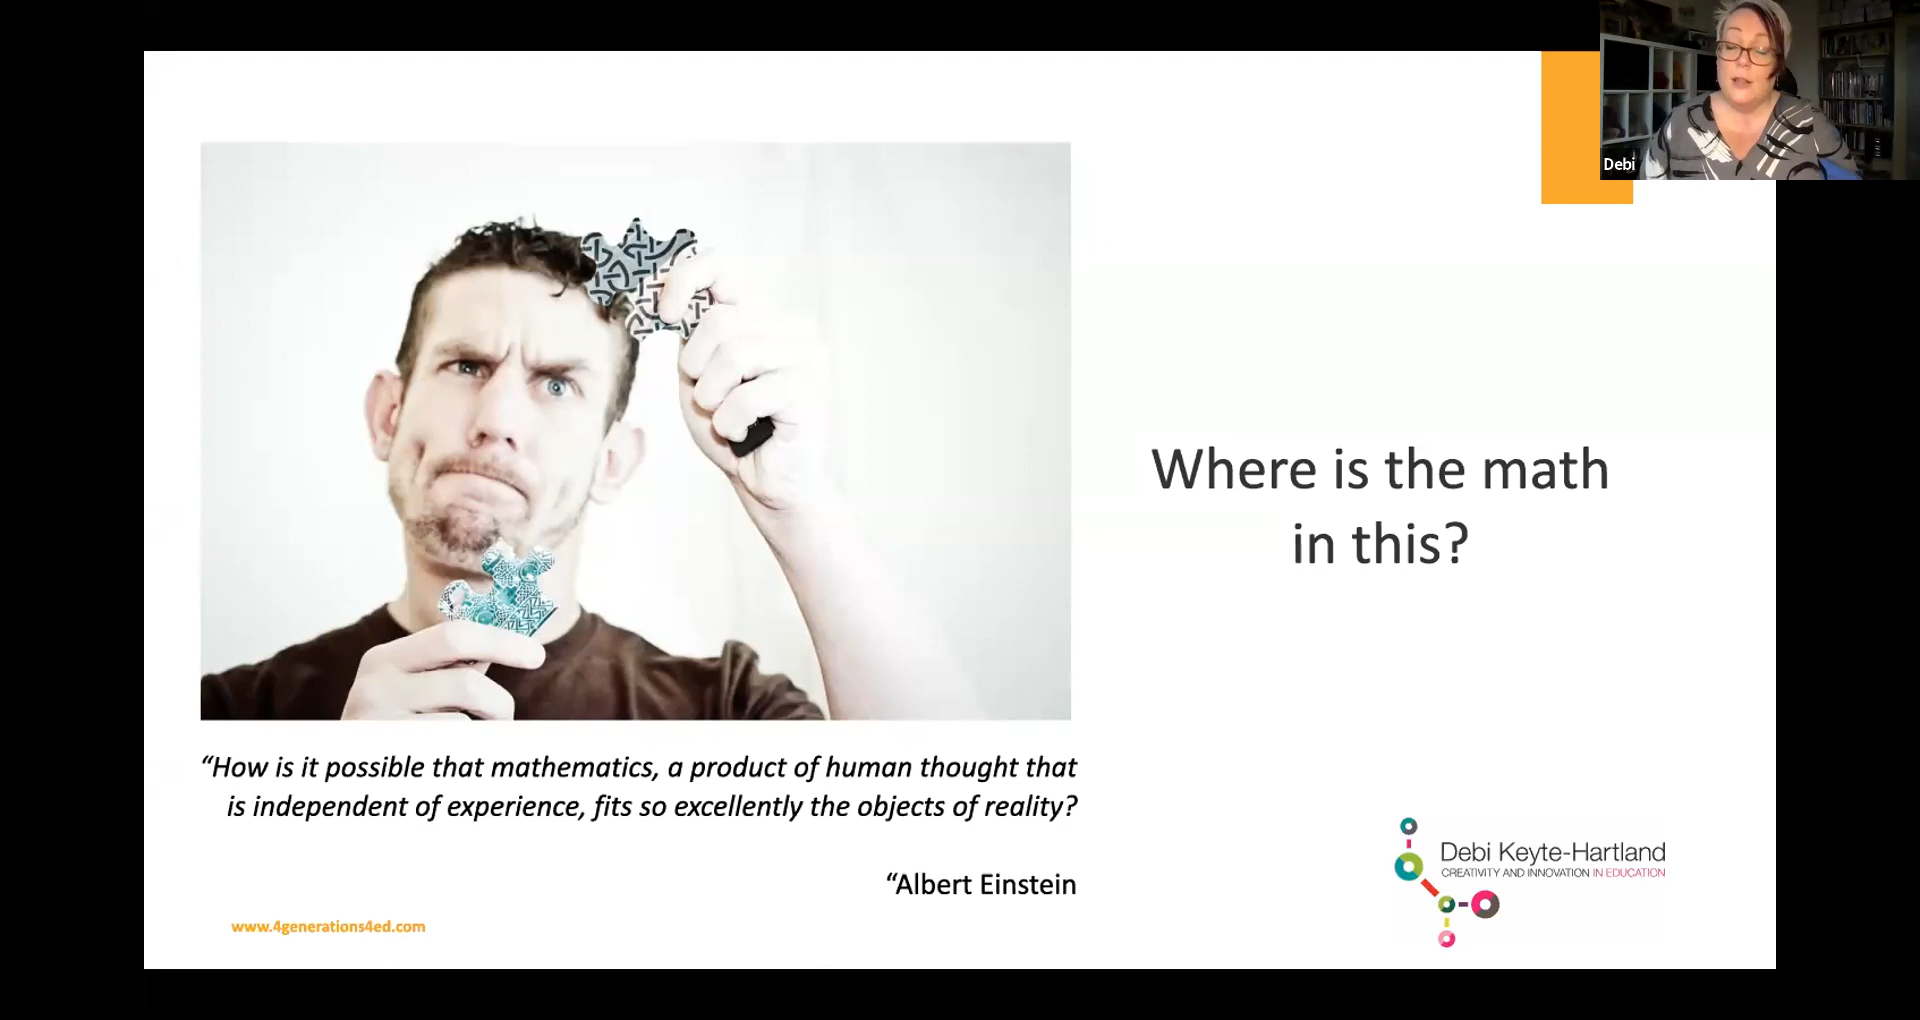 Debi
Where is the math
in this?
“How is it possible that mathematics, a product of human thought that
is independent of experience, fits so excellently the objects of reality?
“Albert Einstein
www.4generations4ed.com
Debi Keyte-Hartland
CREATIVITY AND INNOVATION IN EDUCATION